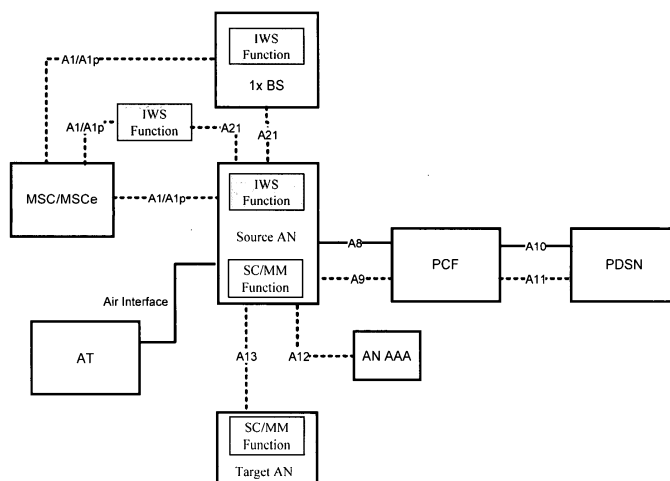 IWS
Function
1x BS
A1/A1p
A1/A1p
IWS
Function
A21
A21
MSC/MSCe
A1/A1p
IWS
Function
Source AN
SC/MM
Function
A8
A9
PCF
A10
A11
PDSN
Air Interface
AT
A13
A12
AN AAA
SC/MM
Function
Target AN